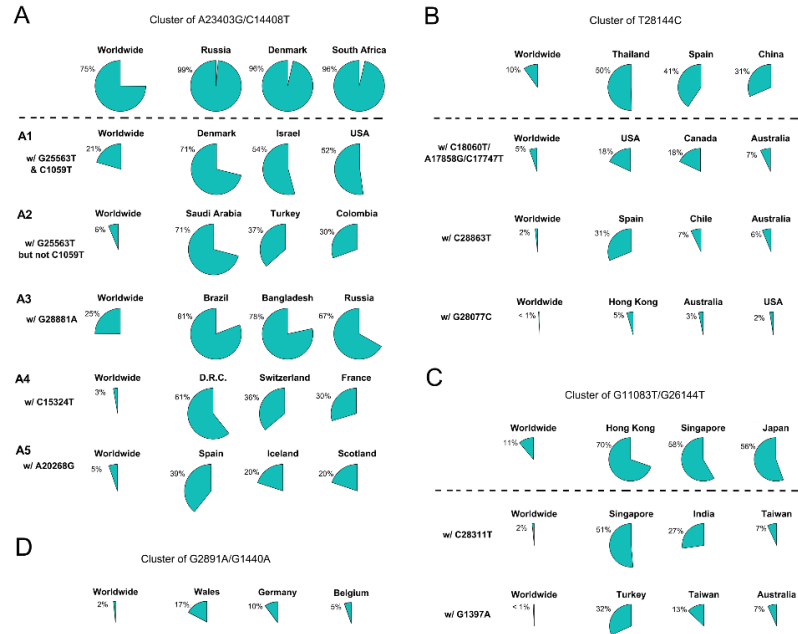 A
Cluster of A23403G/C14408T
Worldwide Russia Denmark South Africa
75% 99% 96% 96%
A1 Worldwide Denmark Israel USA
w/ G25563T
& C1059T
21% 71% 54% 52%
A2 Worldwide Saudi Arabia Turkey Colombia
w/ G25563T
but not C1059T
6% 71% 37% 30%
A3 Worldwide Brazil Bangladesh Russia
w/ G28881A
25% 81% 78% 67%
A4 Worldwide D.R.C. Switzerland France
w/ C15324T
3% 61% 36% 30%
A5 Worldwide Spain Iceland Scotland
w/ A20268G
5% 39% 20% 20%
D
Cluster of G2891A/G1440A
Worldwide Wales Germany Belgium
2% 17% 10% 5%
B
Cluster of T28144C
Worldwide Thailand Spain China
10% 50% 41% 31%
w/ C18060T/
A17858G/C17747T
Worldwide USA Canada Australia
5% 18% 18% 7%
w/ C28863T
Worldwide Spain Chile Australia
2% 31% 7% 6%
w/ G28077C
Worldwide Hong Kong Australia USA
< 1% 5% 3% 2%
C
Cluster of G11083T/G26144T
Worldwide Hong Kong Singapore Japan
11% 70% 58% 56%
w/ C28311T
Worldwide Singapore India Taiwan
2% 51% 27% 7%
w/ G1397A
Worldwide Turkey Taiwan Australia
< 1% 32% 13% 7%